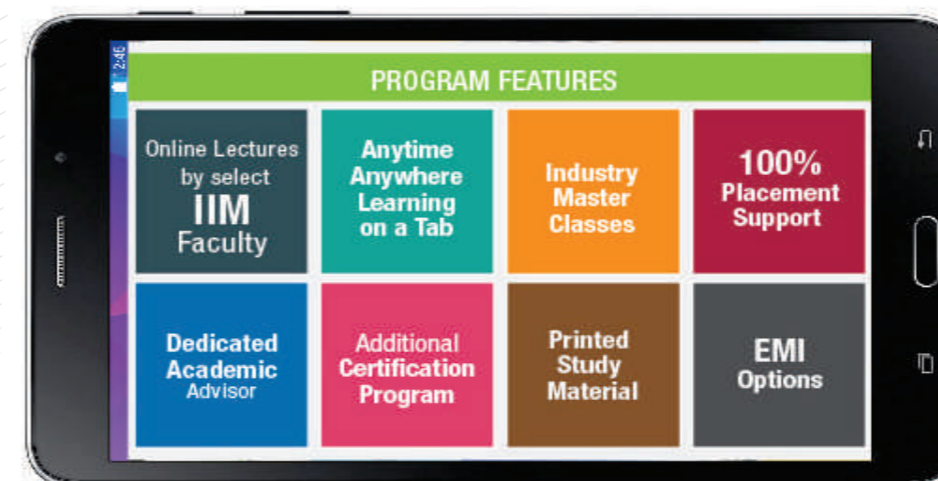 2:46
PROGRAM FEATURES
Online Lectures
by select
IIM
Faculty
Anytime
Anywhere
Learning
on a Tab
Industry
Master
Classes
100%
Placement
Support
Dedicated
Academic
Advisor
Additional
Certification
Program
Printed
Study
Material
EMI
Options